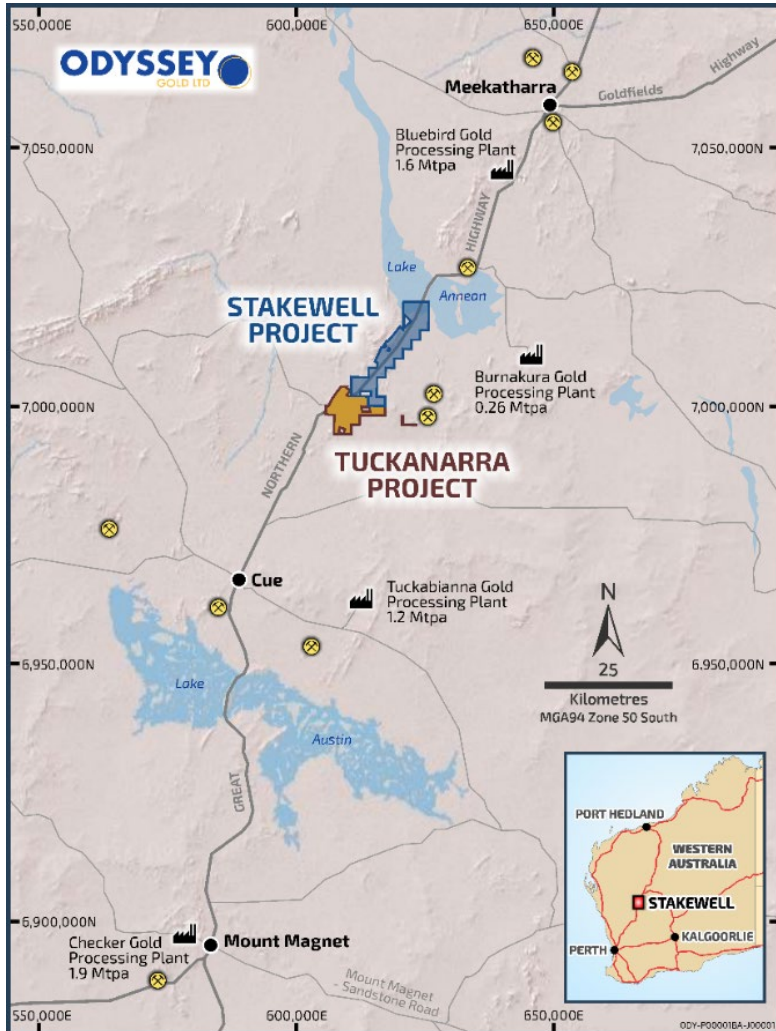 550,000E
600,000E
650,000E
ODYSSEY
GOLD LTD
Meekatharra
Goldfields
Highway
Bluebird Gold
Processing Plant
1.6 Mtpa
7,050,000N
7,050,000N
HIGHWAY
Lake
Annean
STAKEWELL
PROJECT
Burnakura Gold
Processing Plant
0.26 Mtpa
7,000,000N
7,000,000N
TUCKANARRA
PROJECT
NORTHERN
Cue
Tuckabianna Gold
Processing Plant
1.2 Mtpa
N
25
Kilometres
MGA94 Zone 50 South
6,950,000N
6,950,000N
Lake
Austin
GREAT
PORT HEDLAND
WESTERN
AUSTRALIA
STAKEWELL
KALGOORLIE
PERTH
6,900,000N
Checker Gold
Processing Plant
1.9 Mtpa
Mount Magnet
Mount Magnet
- Sandstone Road
550,000E
600,000E
650,000E